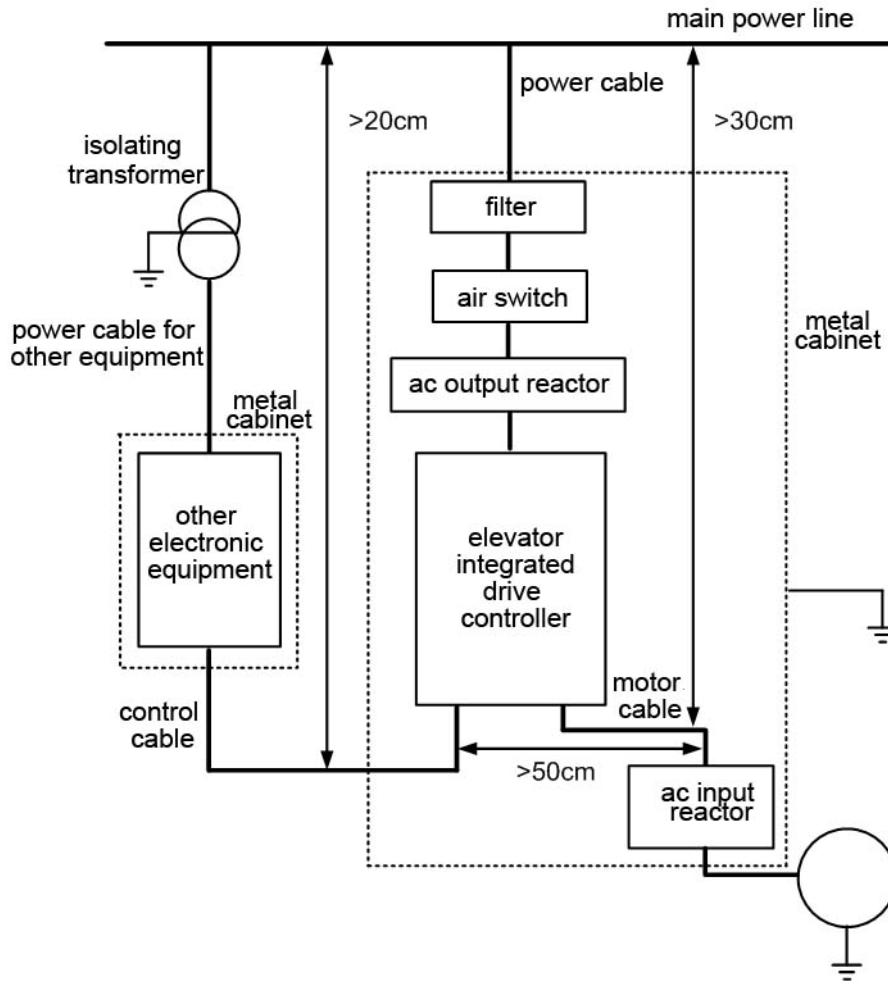 main power line
power cable
>20cm
>30cm
isolating
transformer
filter
air switch
power cable for
other equipment
metal
cabinet
ac output reactor
metal
cabinet
other
electronic
equipment
elevator
integrated
drive
controller
control
cable
motor
cable
>50cm
ac input
reactor